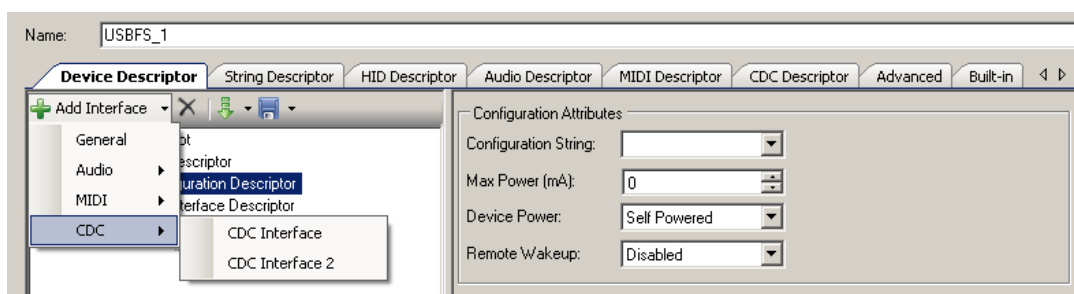 Name: USBFS_1
Device Descriptor String Descriptor HID Descriptor Audio Descriptor MIDI Descriptor CDC Descriptor Advanced Built-in
Add Interface
General
Audio
MIDI
CDC
CDC Interface
CDC Interface 2
Descriptor
uration Descriptor
terface Descriptor
Configuration Attributes
Configuration String:
Max Power (mA): 0
Device Power: Self Powered
Remote Wakeup: Disabled